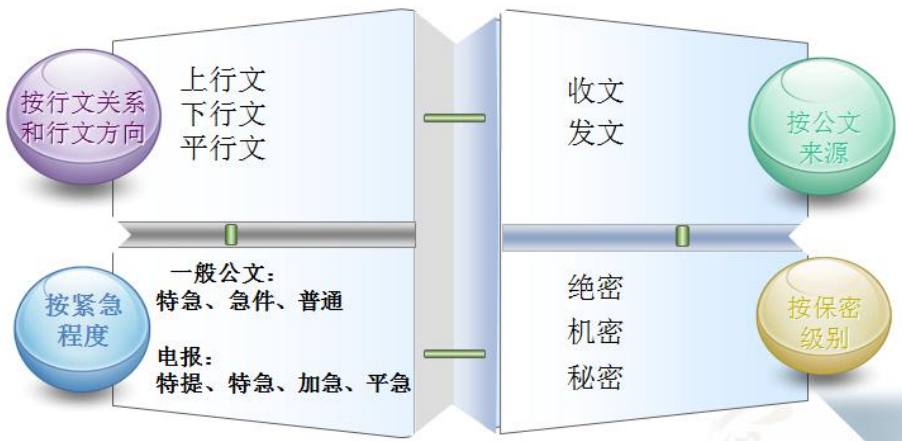 按行文关系
和行文方向
上行文
下行文
平行文
收文
发文
按公文
来源
按紧急
程度
一般公文：
特急、急件、普通
电报：
特提、特急、加急、平急
绝密
机密
秘密
按保密
级别